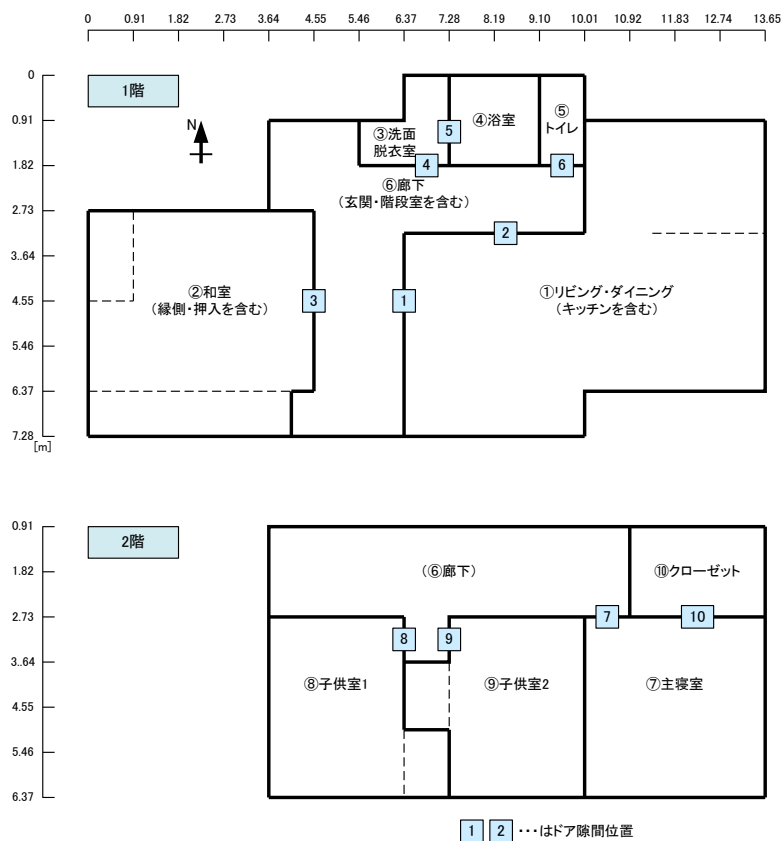 0 0.91 1.82 2.73 3.64 4.55 5.46 6.37 7.28 8.19 9.10 10.01 10.92 11.83 12.74 13.65
0
0.91
1.82
2.73
3.64
4.55
5.46
6.37
7.28
[m]
1階
N
③洗面
脱衣室
5
④浴室
⑤
トイレ
4
6
⑥廊下
(玄関・階段室を含む)
2
②和室
(縁側・押入を含む)
3
1
①リビング・ダイニング
(キッチンを含む)
0.91
1.82
2.73
3.64
4.55
5.46
6.37
2階
(⑥廊下)
⑩クローゼット
7
10
8
9
⑧子供室1
⑨子供室2
⑦主寝室
1 2 ・・・はドア隙間位置